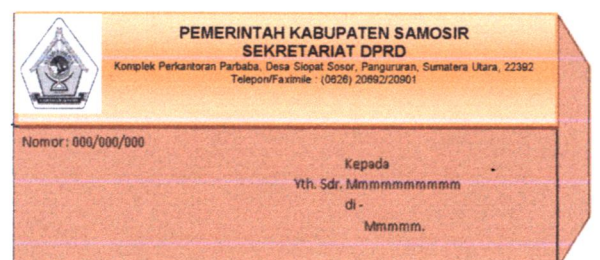 PEMERINTAH KABUPATEN SAMOSIR
SEKRETARIAT DPRD
Komplek Perkantoran Parbaba, Desa Siopat Sosor, Pangururan, Sumatera Utara, 22392
Telepon/Faximile : (0626) 20692/20901
Nomor : 000/000/000
Kepada
Yth. Sdr. Mmmmmmmmmm
di -
Mmmmm.